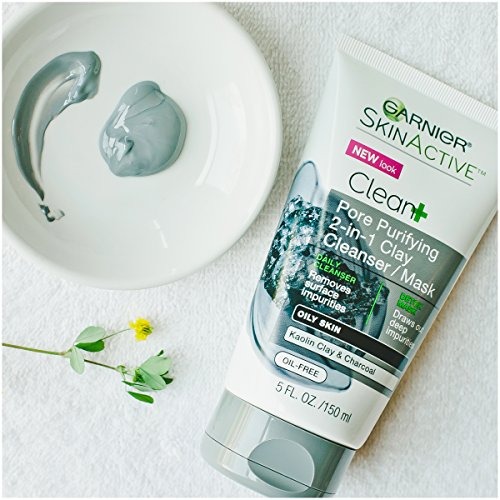 GARNIER®
SKINACTIVE™
NEW look
Clean+
Pore Purifying
2-in-1 Clay
Cleanser/Mask
DAILY
CLEANSER
Removes
surface
impurities
Draws out
deep
impurities
OILY SKIN
Kaolin Clay & Charcoal
OIL-FREE
5 FL. OZ./150 ml